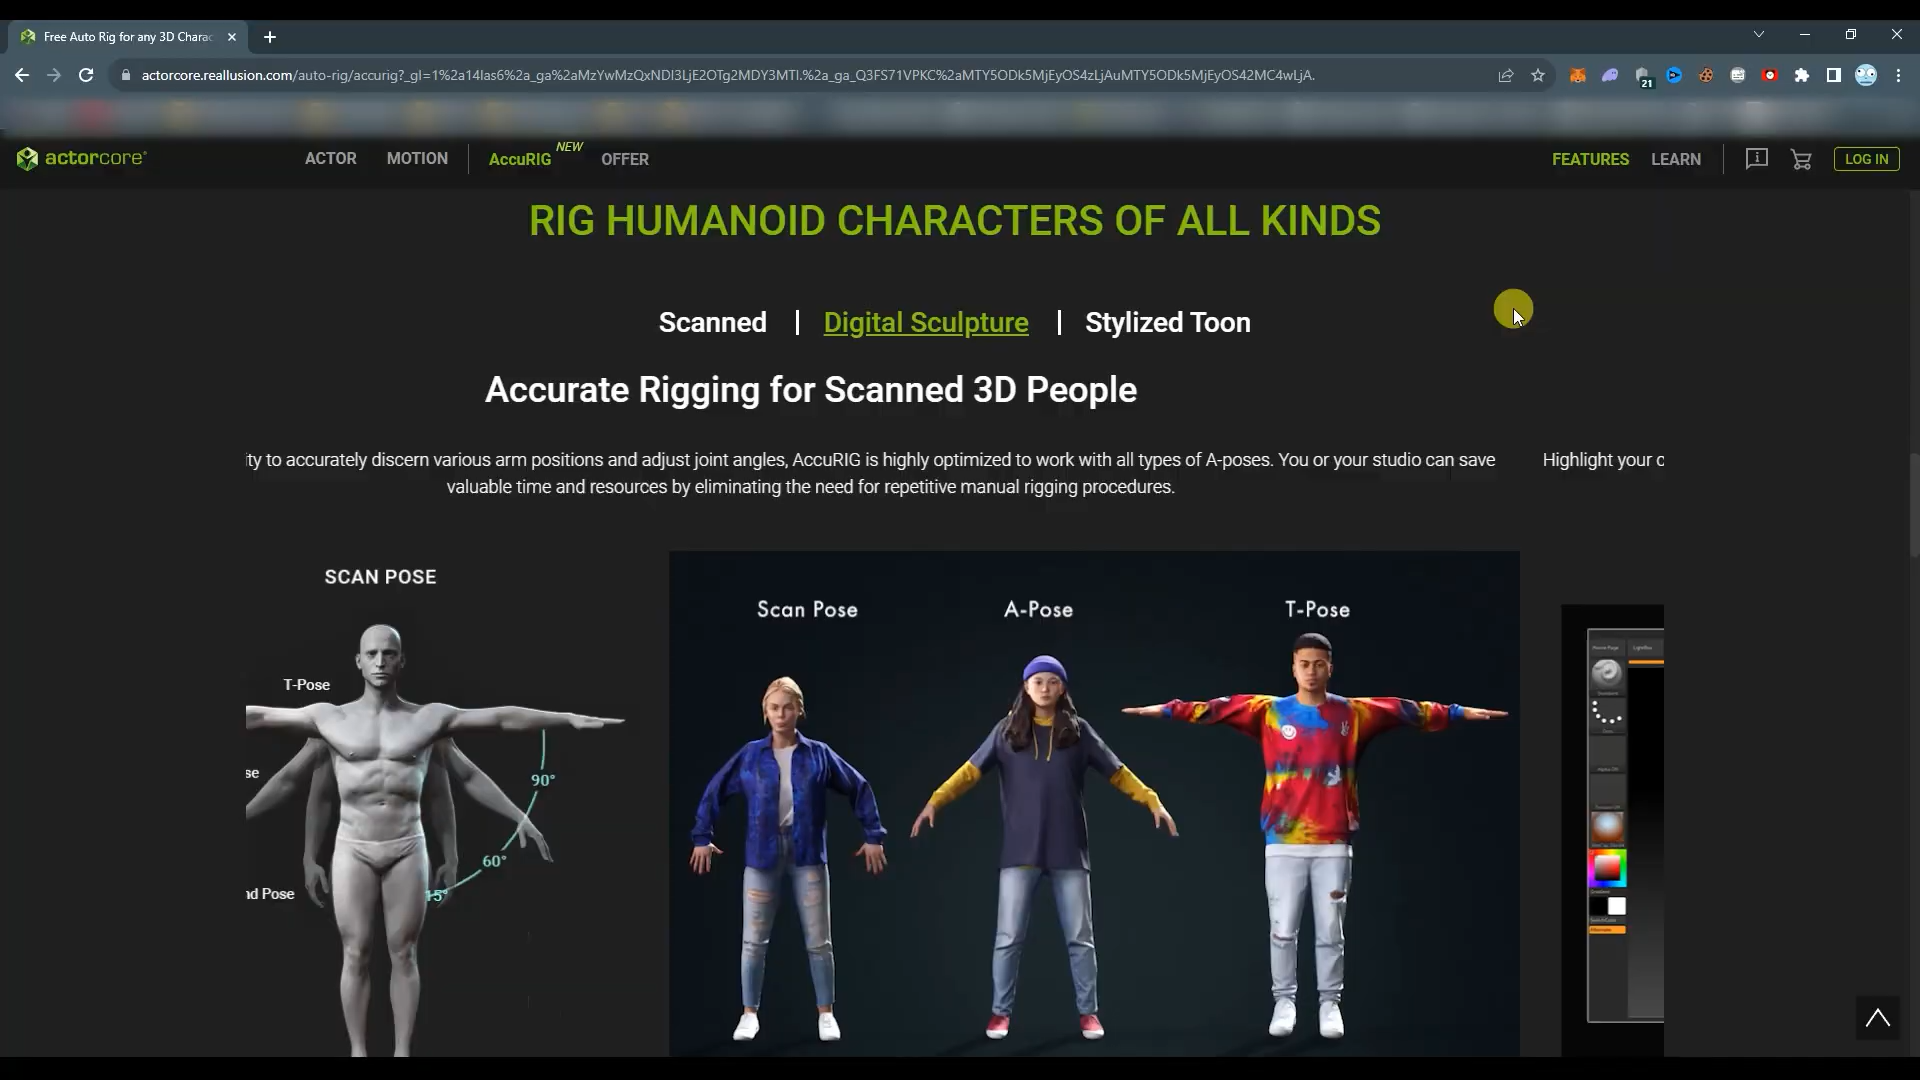 Free Auto Rig for any 3D Charac
actorcore.reallusion.com/auto-rig/accurig?_gl=1%2a14las6%2a_ga%2aMzYwMzQxNDI3LjE2OTg2MDY3MTI.%2a_ga_Q3FS71VPKC%2aMTY5ODk5MjEyOS4zLjAuMTY5ODk5MjEyOS42MC4wLjA.
21
actorcore
ACTOR
MOTION
AccuRIG
NEW
OFFER
FEATURES
LEARN
LOG IN
RIG HUMANOID CHARACTERS OF ALL KINDS
Scanned | Digital Sculpture | Stylized Toon
Accurate Rigging for Scanned 3D People
ity to accurately discern various arm positions and adjust joint angles, AccuRIG is highly optimized to work with all types of A-poses. You or your studio can save
valuable time and resources by eliminating the need for repetitive manual rigging procedures.
Highlight your c
SCAN POSE
T-Pose
se
nd Pose
90°
60°
15°
Scan Pose
A-Pose
T-Pose